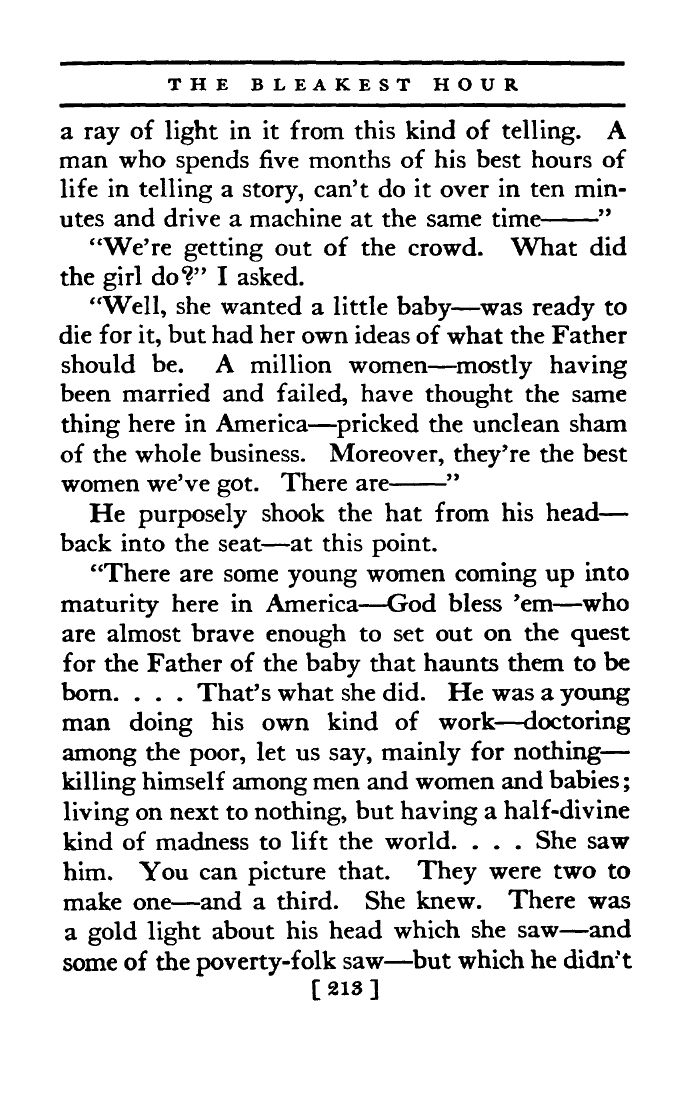 THE BLEAKEST HOUR
a ray of light in it from this kind of telling. A
man who spends five months of his best hours of
life in telling a story, can't do it over in ten min-
utes and drive a machine at the same time——"
"We're getting out of the crowd. What did
the girl do?" I asked.
"Well, she wanted a little baby—was ready to
die for it, but had her own ideas of what the Father
should be. A million women—mostly having
been married and failed, have thought the same
thing here in America—pricked the unclean sham
of the whole business. Moreover, they're the best
women we've got. There are——"
He purposely shook the hat from his head—
back into the seat—at this point.
"There are some young women coming up into
maturity here in America—God bless 'em—who
are almost brave enough to set out on the quest
for the Father of the baby that haunts them to be
born. . . . That's what she did. He was a young
man doing his own kind of work—doctoring
among the poor, let us say, mainly for nothing—
killing himself among men and women and babies;
living on next to nothing, but having a half-divine
kind of madness to lift the world. . . . She saw
him. You can picture that. They were two to
make one—and a third. She knew. There was
a gold light about his head which she saw—and
some of the poverty-folk saw—but which he didn't
[ 213 ]